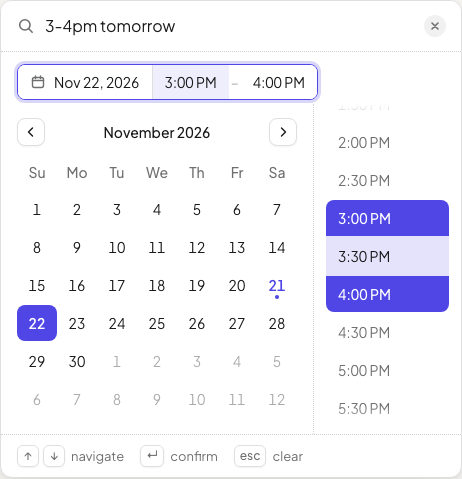 3-4pm tomorrow
Nov 22, 2026 3:00 PM – 4:00 PM
November 2026
Su Mo Tu We Th Fr Sa
1 2 3 4 5 6 7
8 9 10 11 12 13 14
15 16 17 18 19 20 21
22 23 24 25 26 27 28
29 30 1 2 3 4 5
6 7 8 9 10 11 12
2:00 PM
2:30 PM
3:00 PM
3:30 PM
4:00 PM
4:30 PM
5:00 PM
5:30 PM
↑ ↓ navigate ↵ confirm esc clear